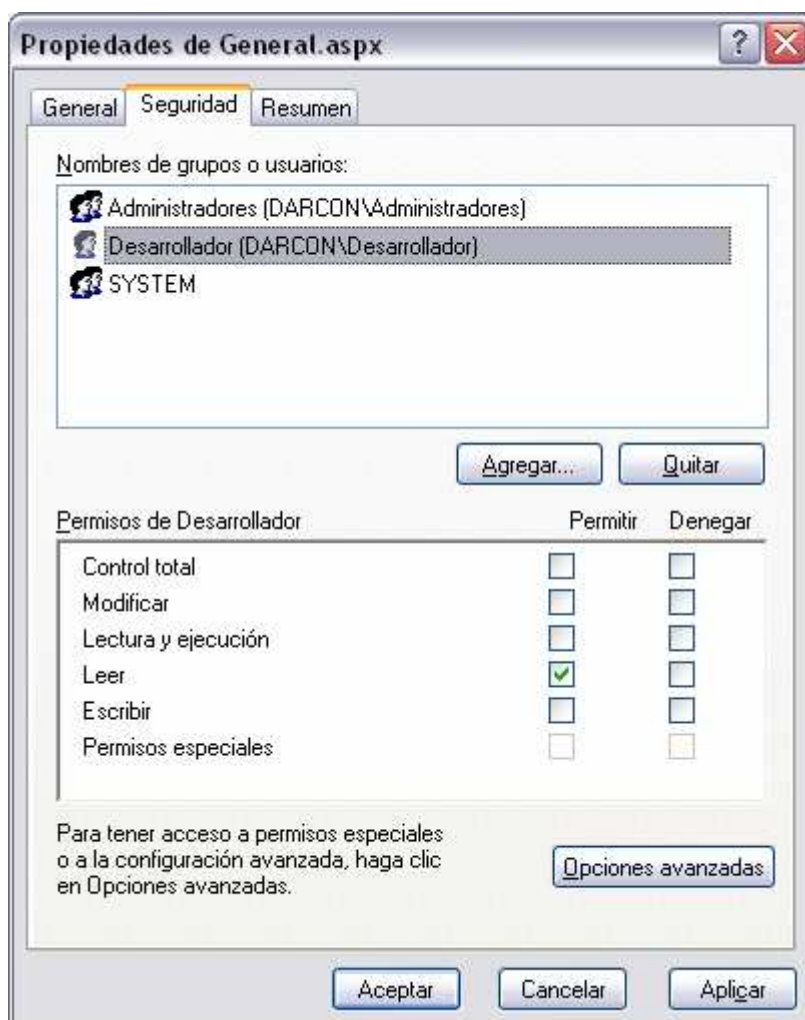 Propiedades de General.aspx
General Seguridad Resumen
Nombres de grupos o usuarios:
Administradores (DARCON\Administradores)
Desarrollador (DARCON\Desarrollador)
SYSTEM
Agregar... Quitar
Permisos de Desarrollador Permitir Denegar
Control total
Modificar
Lectura y ejecución
Leer
Escribir
Permisos especiales
Para tener acceso a permisos especiales
o a la configuración avanzada, haga clic
en Opciones avanzadas.
Opciones avanzadas
Aceptar Cancelar Aplicar